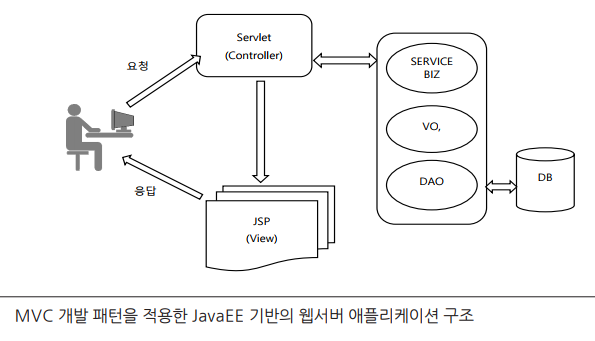 Servlet
(Controller)
요청
SERVICE
BIZ
VO,
DAO
DB
응답
JSP
(View)
MVC 개발 패턴을 적용한 JavaEE 기반의 웹서버 애플리케이션 구조